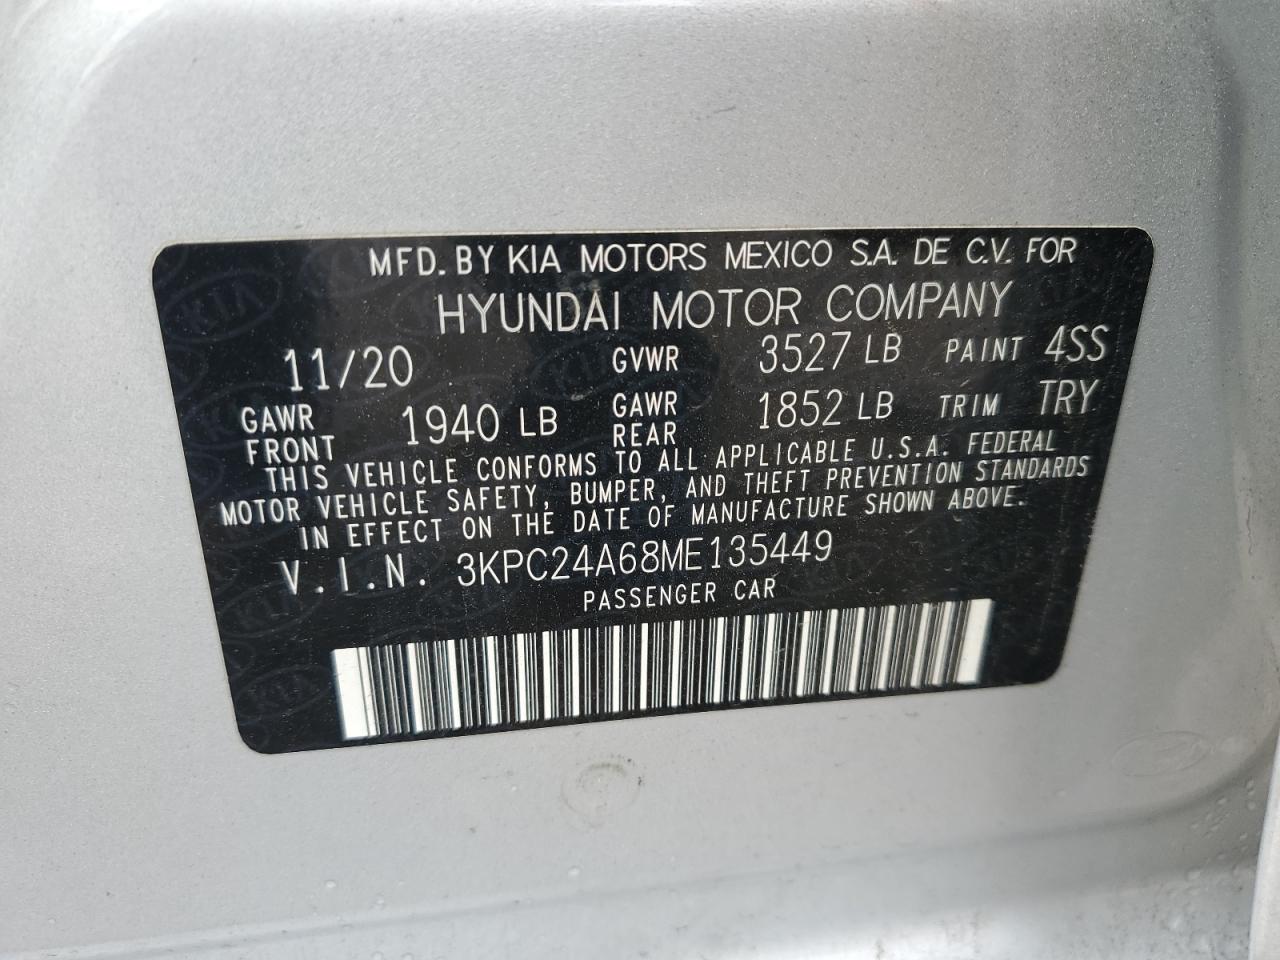 MFD. BY KIA MOTORS MEXICO S.A. DE C.V. FOR
HYUNDAI MOTOR COMPANY
11/20 GVWR 3527 LB PAINT 4SS
GAWR FRONT 1940 LB GAWR REAR 1852 LB TRIM TRY
THIS VEHICLE CONFORMS TO ALL APPLICABLE U.S.A. FEDERAL
MOTOR VEHICLE SAFETY, BUMPER, AND THEFT PREVENTION STANDARDS
IN EFFECT ON THE DATE OF MANUFACTURE SHOWN ABOVE.
V.I.N. 3KPC24A68ME135449
PASSENGER CAR
KIA